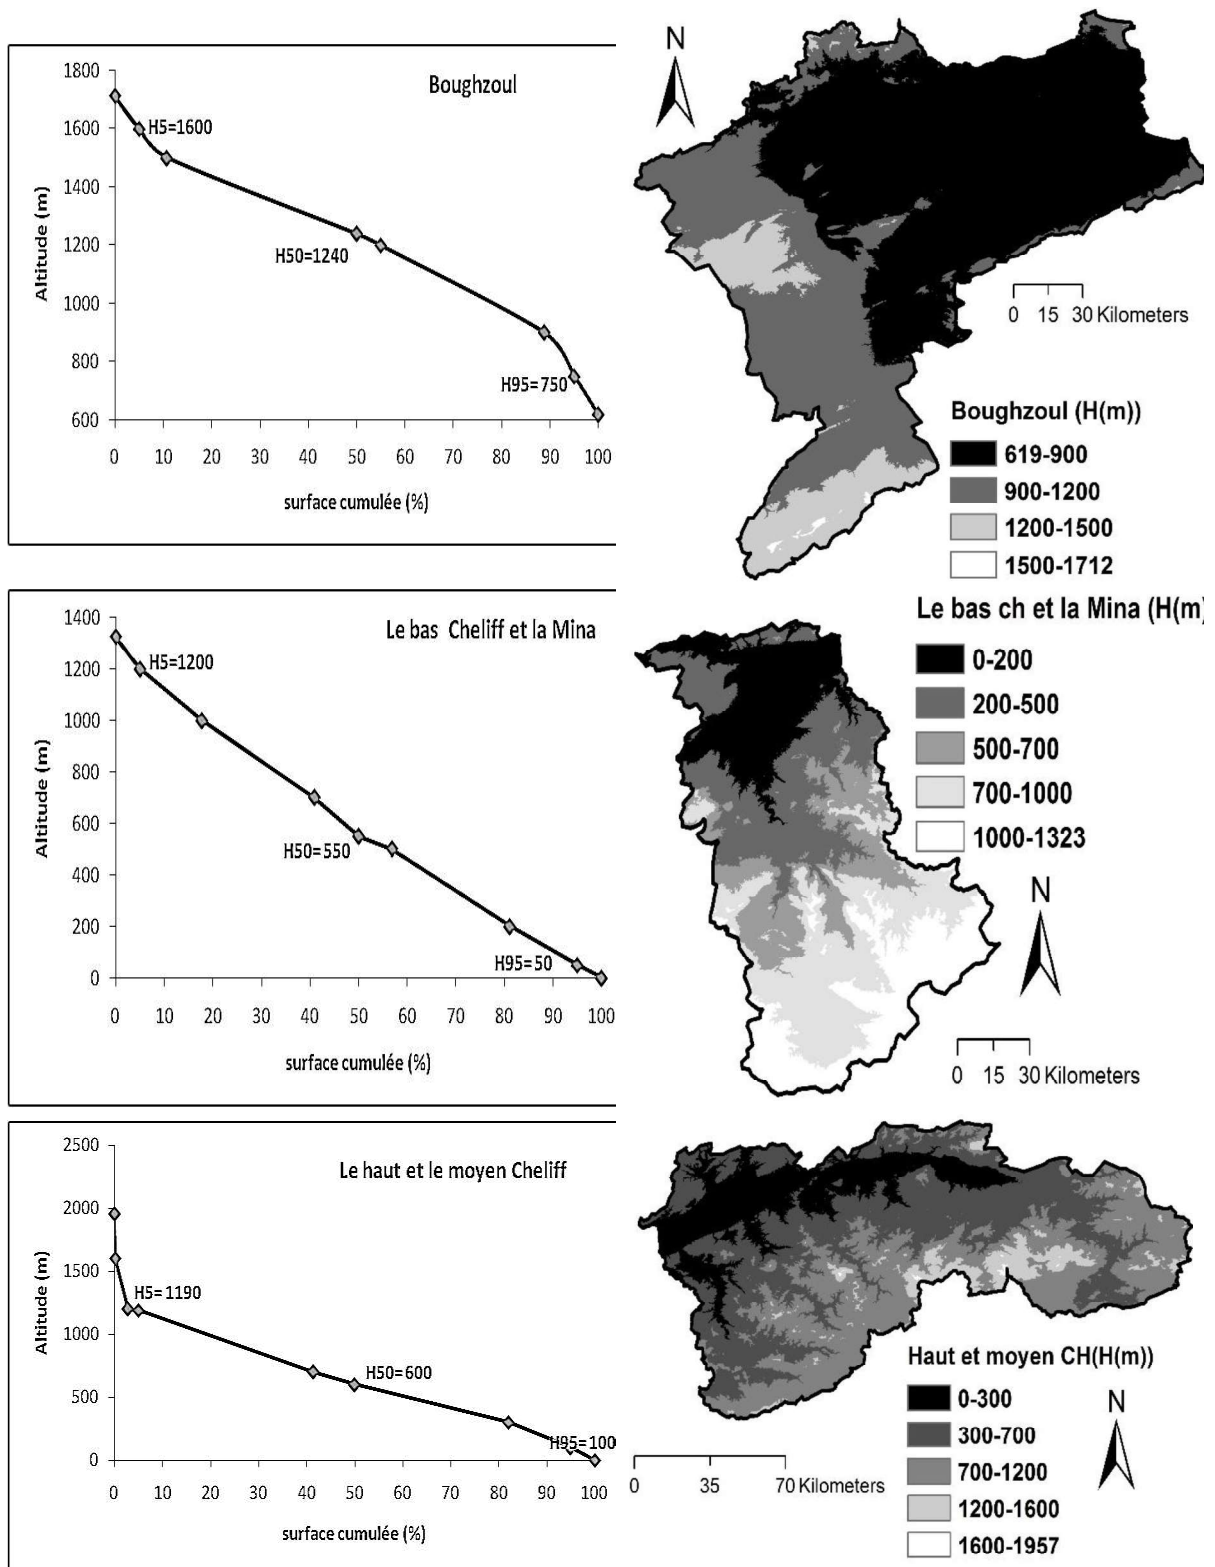 Boughzoul
Altitude (m)
1800
1600
1400
1200
1000
800
600
H5=1600
H50=1240
H95=750
0 10 20 30 40 50 60 70 80 90 100
surface cumulée (%)
N
0 15 30 Kilometers
Boughzoul (H(m))
619-900
900-1200
1200-1500
1500-1712
Le bas Cheliff et la Mina
Altitude (m)
1400
1200
1000
800
600
400
200
0
H5=1200
H50=550
H95=50
0 10 20 30 40 50 60 70 80 90 100
surface cumulée (%)
Le bas ch et la Mina (H(m)
0-200
200-500
500-700
700-1000
1000-1323
N
0 15 30 Kilometers
Le haut et le moyen Cheliff
Altitude (m)
2500
2000
1500
1000
500
0
H5=1190
H50=600
H95=100
0 10 20 30 40 50 60 70 80 90 100
surface cumulée (%)
Haut et moyen CH(H(m))
0-300
300-700
700-1200
1200-1600
1600-1957
N
0 35 70 Kilometers